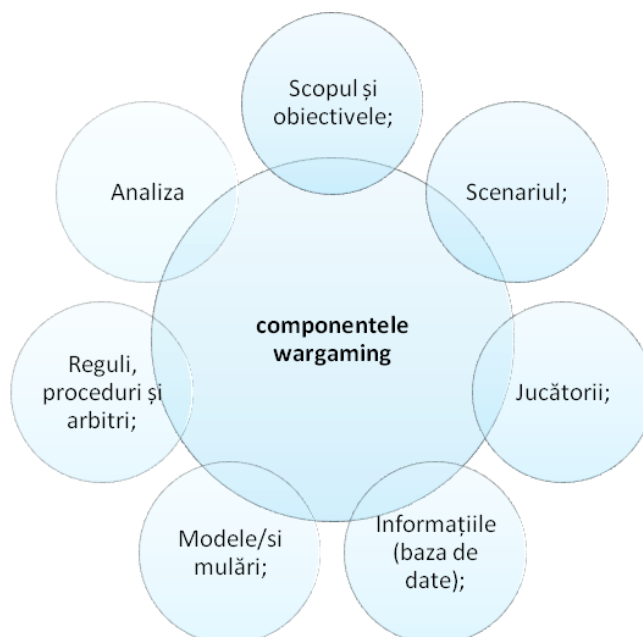 Scopul și
obiectivele;
Scenariul;
Jucătorii;
Informațiile
(baza de
date);
Modele/si
mulări;
Reguli,
proceduri și
arbitri;
Analiza
componentele
wargaming